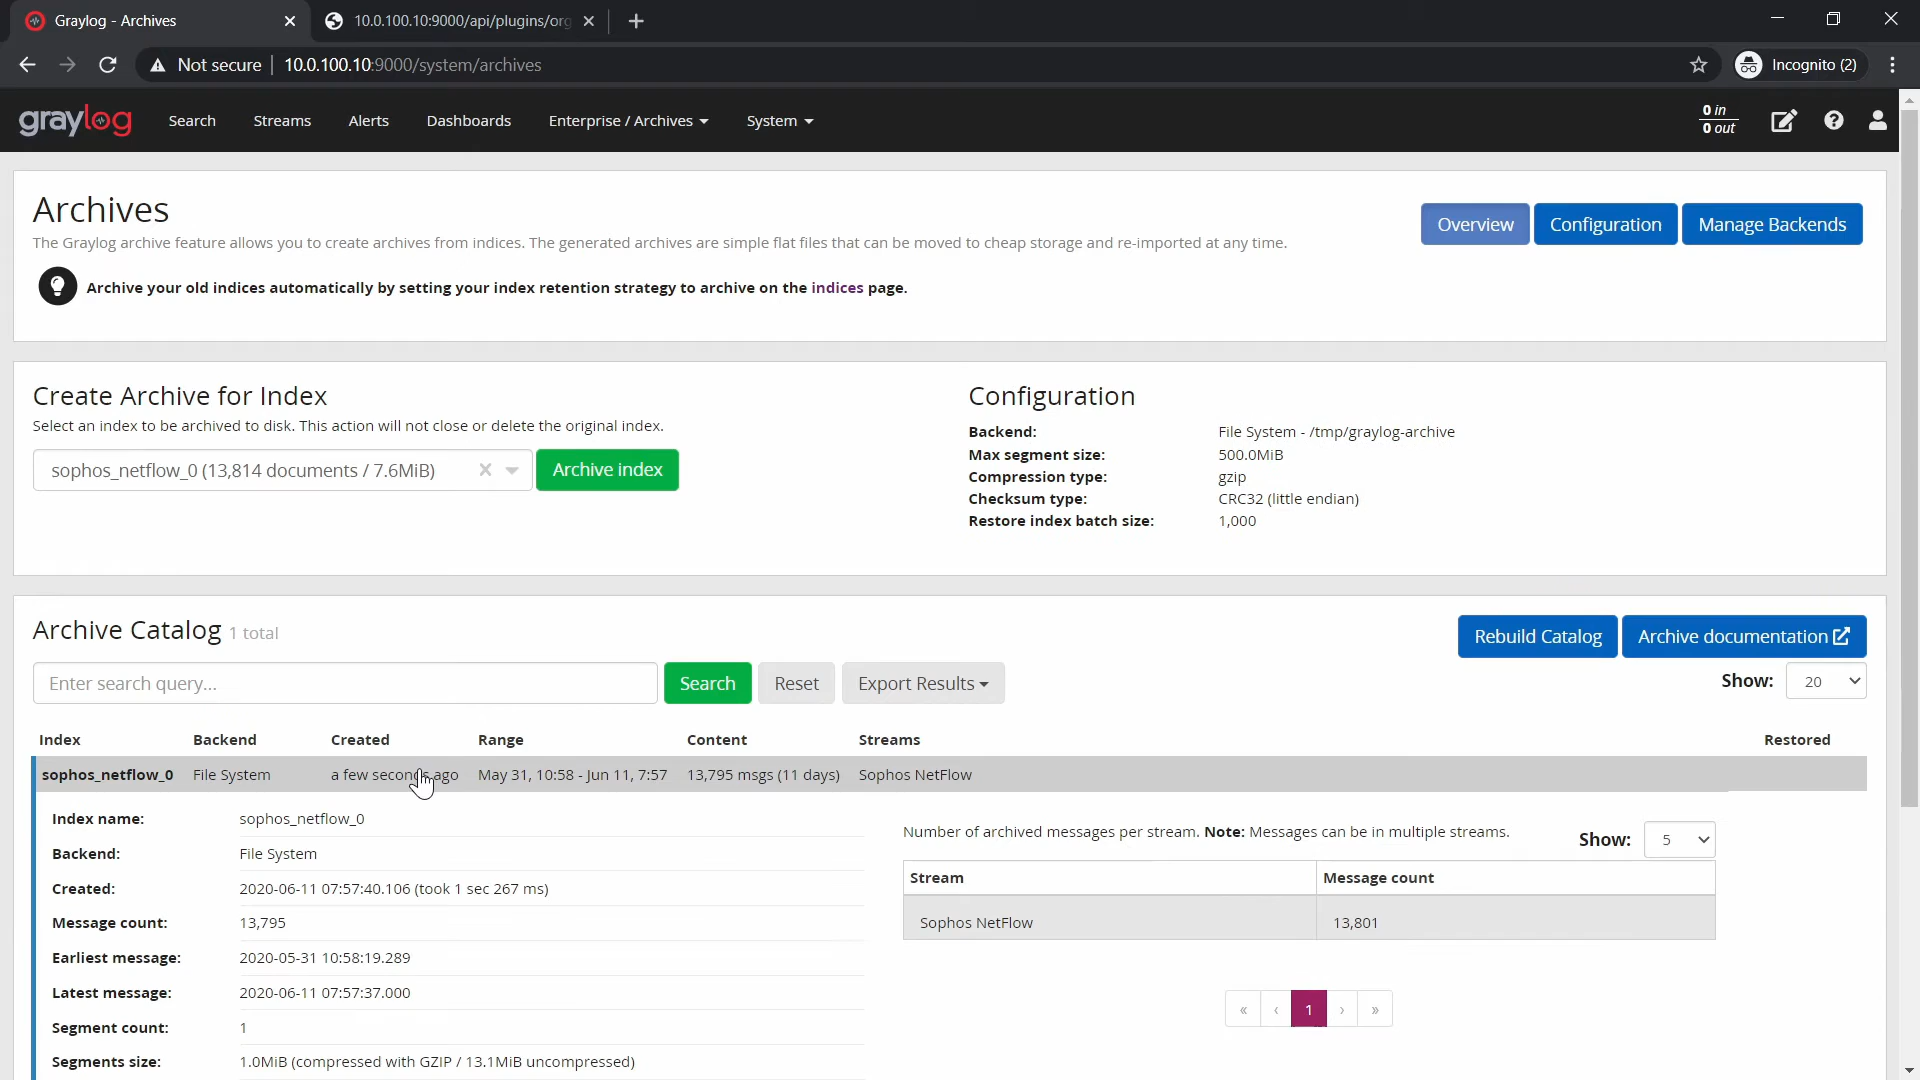 Graylog - Archives
10.0.100.10:9000/api/plugins/org
Not secure
10.0.100.10:9000/system/archives
Incognito (2)
graylog
Search
Streams
Alerts
Dashboards
Enterprise / Archives
System
0 in
0 out
Archives
The Graylog archive feature allows you to create archives from indices. The generated archives are simple flat files that can be moved to cheap storage and re-imported at any time.
Archive your old indices automatically by setting your index retention strategy to archive on the indices page.
Overview
Configuration
Manage Backends
Create Archive for Index
Select an index to be archived to disk. This action will not close or delete the original index.
sophos_netflow_0 (13,814 documents / 7.6MiB)
Archive index
Configuration
Backend: File System - /tmp/graylog-archive
Max segment size: 500.0MiB
Compression type: gzip
Checksum type: CRC32 (little endian)
Restore index batch size: 1,000
Archive Catalog 1 total
Rebuild Catalog
Archive documentation
Enter search query...
Search
Reset
Export Results
Show: 20
Index Backend Created Range Content Streams Restored
sophos_netflow_0 File System a few seconds ago May 31, 10:58 - Jun 11, 7:57 13,795 msgs (11 days) Sophos NetFlow
Index name: sophos_netflow_0
Backend: File System
Created: 2020-06-11 07:57:40.106 (took 1 sec 267 ms)
Message count: 13,795
Earliest message: 2020-05-31 10:58:19.289
Latest message: 2020-06-11 07:57:37.000
Segment count: 1
Segments size: 1.0MiB (compressed with GZIP / 13.1MiB uncompressed)
Number of archived messages per stream. Note: Messages can be in multiple streams.
Show: 5
Stream Message count
Sophos NetFlow 13,801
« ‹ 1 › »